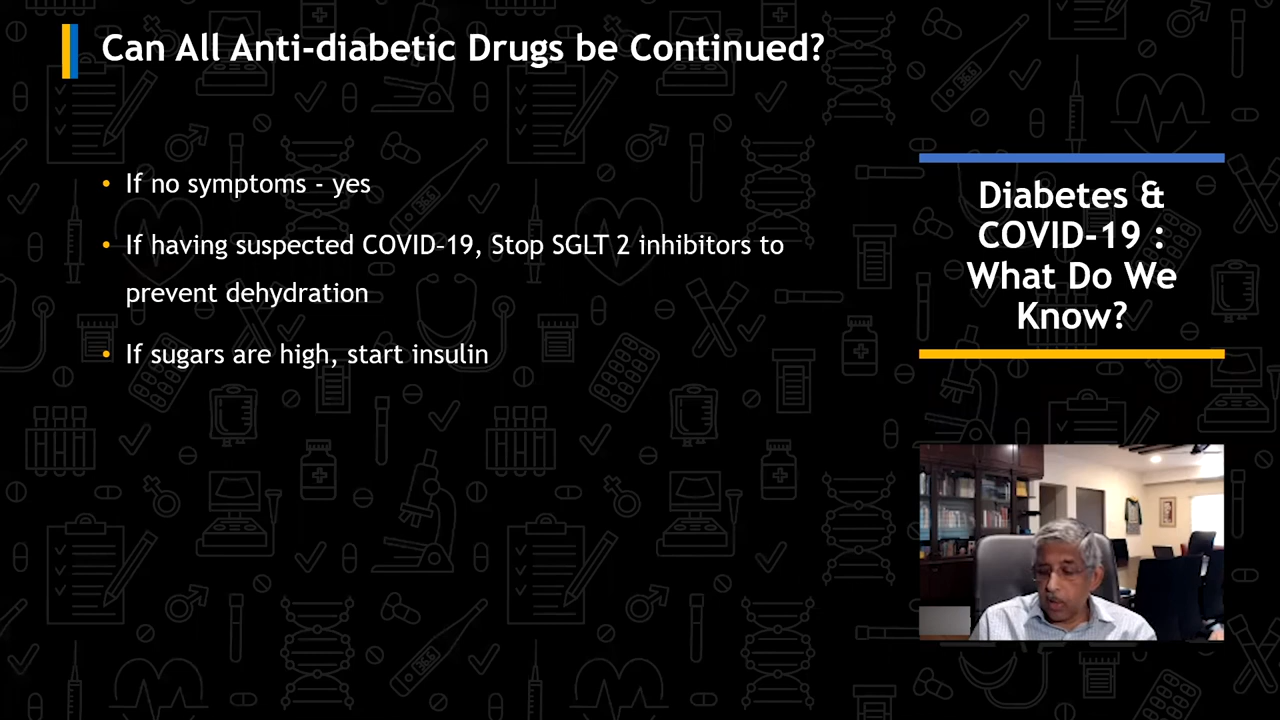 Can All Anti-diabetic Drugs be Continued?
• If no symptoms - yes
• If having suspected COVID-19, Stop SGLT 2 inhibitors to
prevent dehydration
• If sugars are high, start insulin
Diabetes &
COVID-19 :
What Do We
Know?